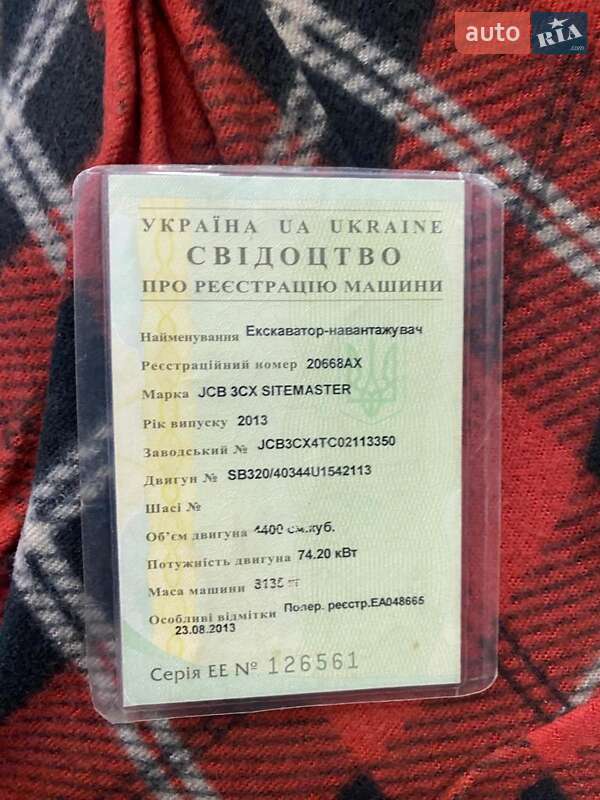 auto RIA.com
УКРАЇНА UA UKRAINE
СВІДОЦТВО
ПРО РЕЄСТРАЦІЮ МАШИНИ
Найменування Екскаватор-навантажувач
Реєстраційний номер 20668АХ
Марка JCB 3CX SITEMASTER
Рік випуску 2013
Заводський № JCB3CX4TC02113350
Двигун № SB320/40344U1542113
Шасі №
Об'єм двигуна 4400 см.куб.
Потужність двигуна 74.20 кВт
Маса машини
Особливі відмітки Попер. реєстр.ЕА048665
23.08.2013
Серія ЕЕ № 126561